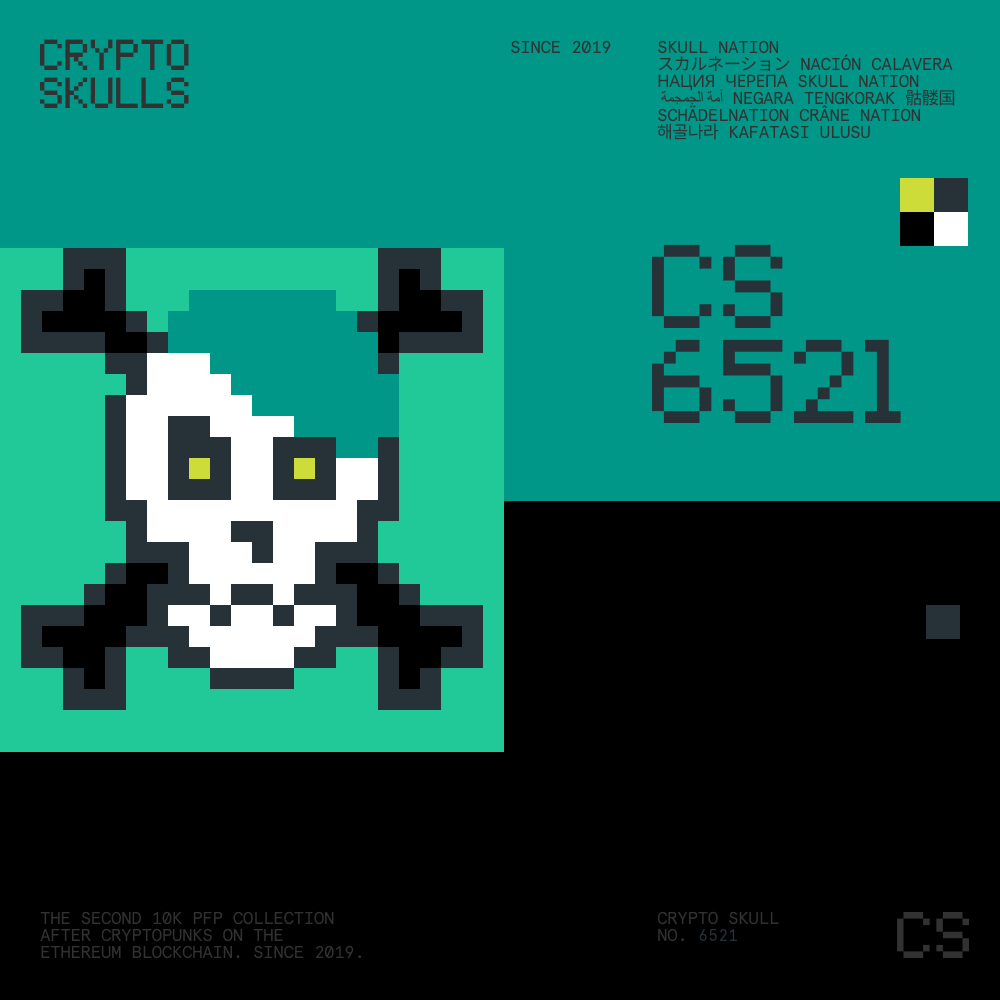 CRYPTO
SKULLS
SINCE 2019
SKULL NATION
スカルネーション NACIÓN CALAVERA
НАЦИЯ ЧЕРЕПА SKULL NATION
أمة الجمجمة NEGARA TENGKORAK 骷髅国
SCHÄDELNATION CRÂNE NATION
해골나라 KAFATASI ULUSU
CS
6521
THE SECOND 10K PFP COLLECTION
AFTER CRYPTOPUNKS ON THE
ETHEREUM BLOCKCHAIN. SINCE 2019.
CRYPTO SKULL
NO. 6521
CS